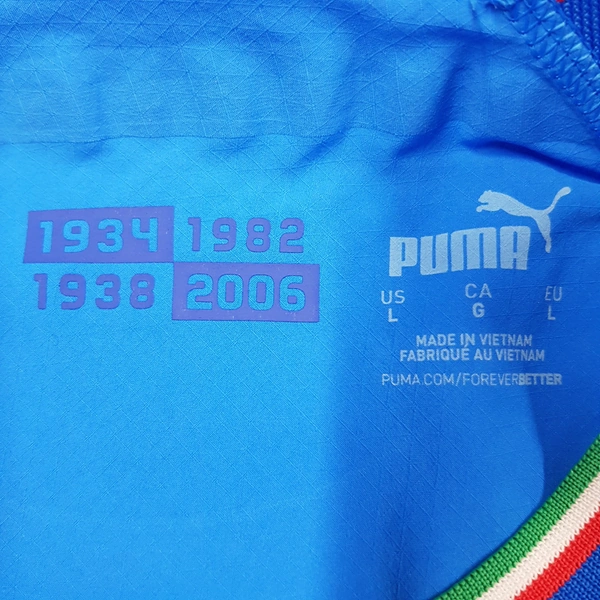 1934 1982
1938 2006
PUMA
US CA EU
L G L
MADE IN VIETNAM
FABRIQUÉ AU VIETNAM
PUMA.COM/FOREVERBETTER